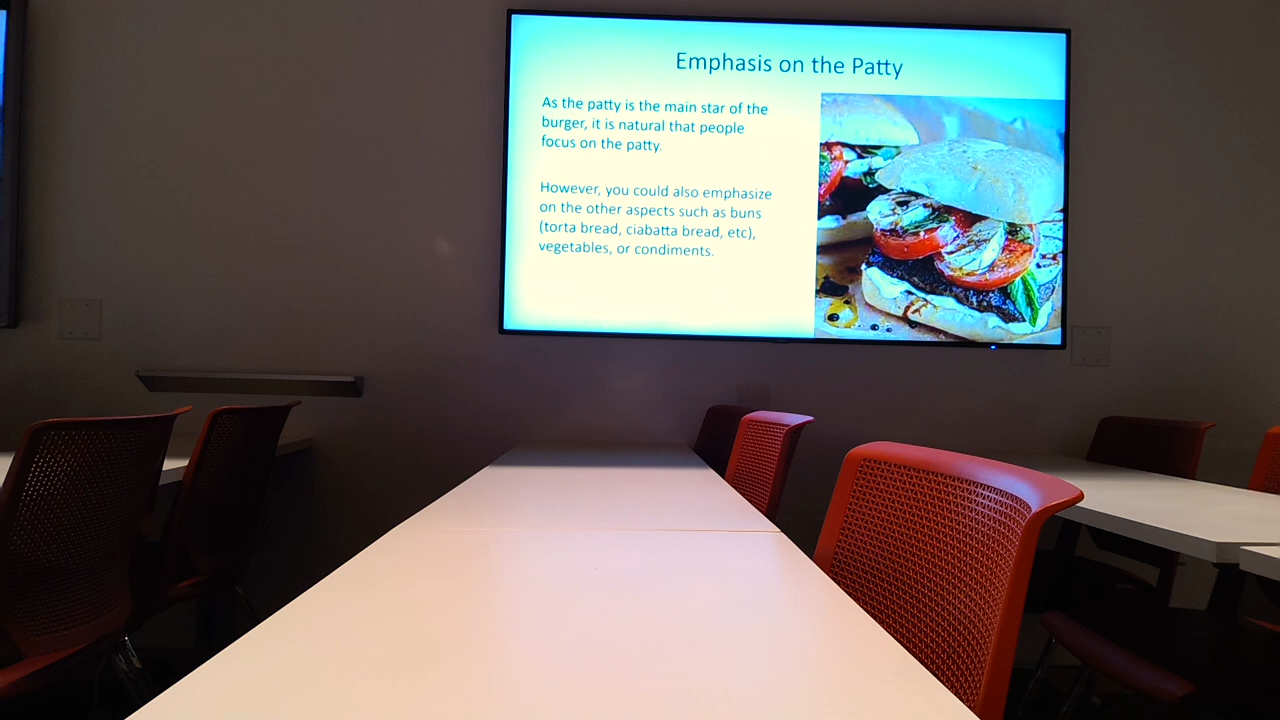 Emphasis on the Patty
As the patty is the main star of the
burger, it is natural that people
focus on the patty.
However, you could also emphasize
on the other aspects such as buns
(torta bread, ciabatta bread, etc),
vegetables, or condiments.